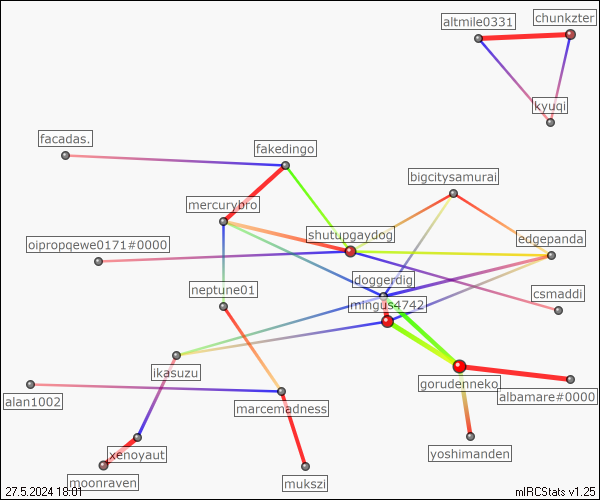 altmile0331
chunkzter
kyuqi
facadas.
fakedingo
bigcitysamurai
mercurybro
shutupgaydog
edgepanda
oipropqewe0171#0000
doggerdig
neptune01
mingus4742
csmaddi
ikasuzu
gorudenneko
alan1002
albamare#0000
marcemadness
xenoyaut
yoshimanden
moonraven
mukszi
27.5.2024 18:01
mIRCStats v1.25